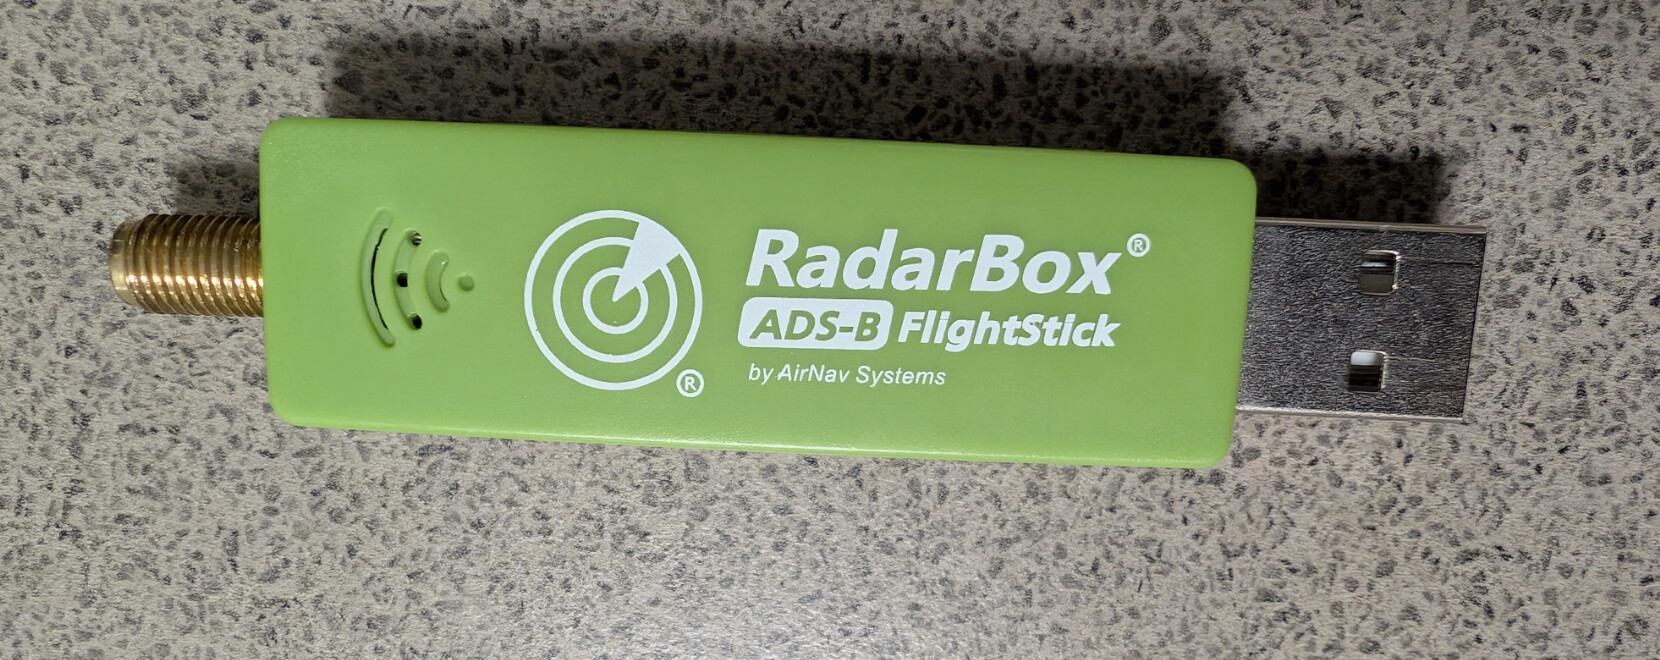 RadarBox®
ADS-B FlightStick
by AirNav Systems
®